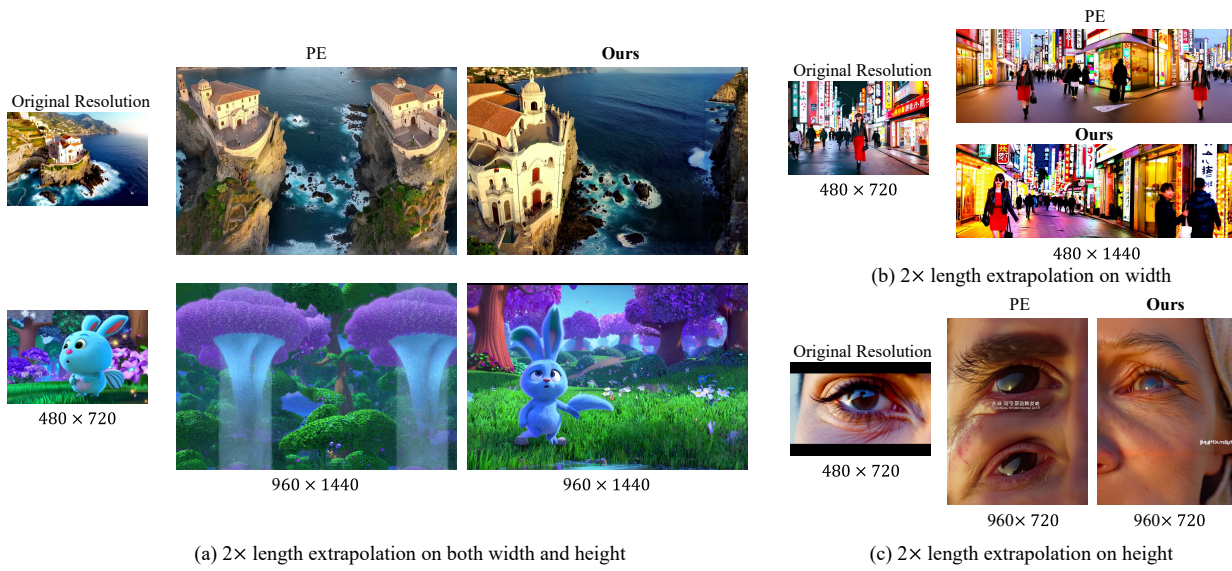 PE
Ours
Original Resolution
480 × 720
960 × 1440
960 × 1440
(a) 2× length extrapolation on both width and height
PE
Original Resolution
Ours
480 × 720
480 × 1440
(b) 2× length extrapolation on width
PE
Ours
Original Resolution
480 × 720
960× 720
960× 720
(c) 2× length extrapolation on height